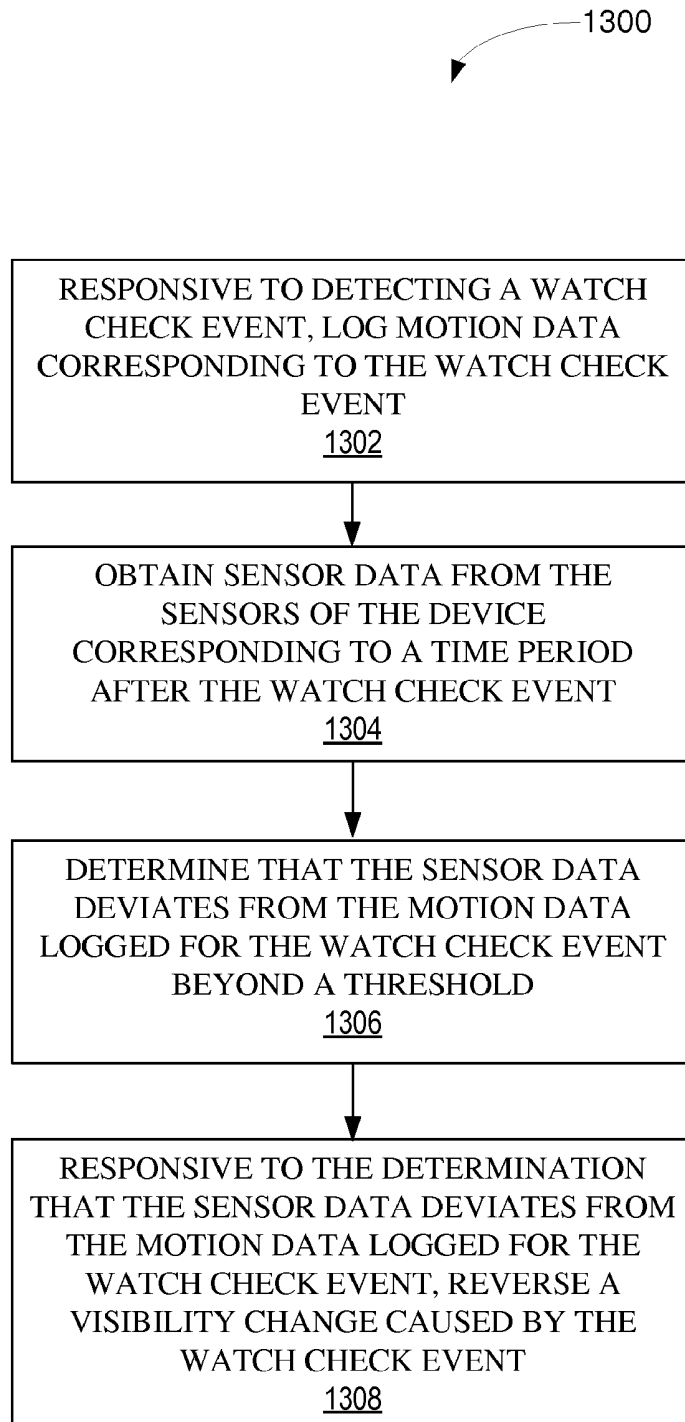 1300
RESPONSIVE TO DETECTING A WATCH
CHECK EVENT, LOG MOTION DATA
CORRESPONDING TO THE WATCH CHECK
EVENT
1302
OBTAIN SENSOR DATA FROM THE
SENSORS OF THE DEVICE
CORRESPONDING TO A TIME PERIOD
AFTER THE WATCH CHECK EVENT
1304
DETERMINE THAT THE SENSOR DATA
DEVIATES FROM THE MOTION DATA
LOGGED FOR THE WATCH CHECK EVENT
BEYOND A THRESHOLD
1306
RESPONSIVE TO THE DETERMINATION
THAT THE SENSOR DATA DEVIATES FROM
THE MOTION DATA LOGGED FOR THE
WATCH CHECK EVENT, REVERSE A
VISIBILITY CHANGE CAUSED BY THE
WATCH CHECK EVENT
1308